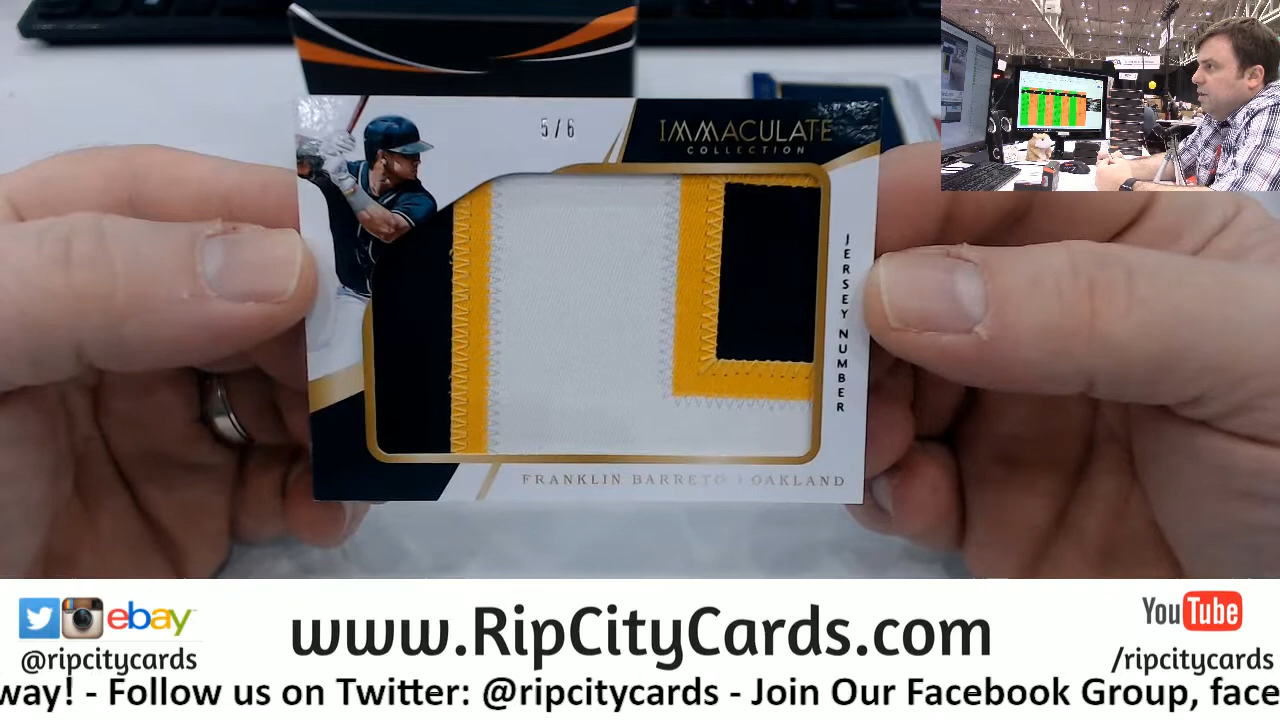 5/6
IMMACULATE
COLLECTION
JERSEY NUMBER
FRANKLIN BARRETO | OAKLAND
ebay
@ripcitycards
www.RipCityCards.com
YouTube
/ripcitycards
way! - Follow us on Twitter: @ripcitycards - Join Our Facebook Group, face